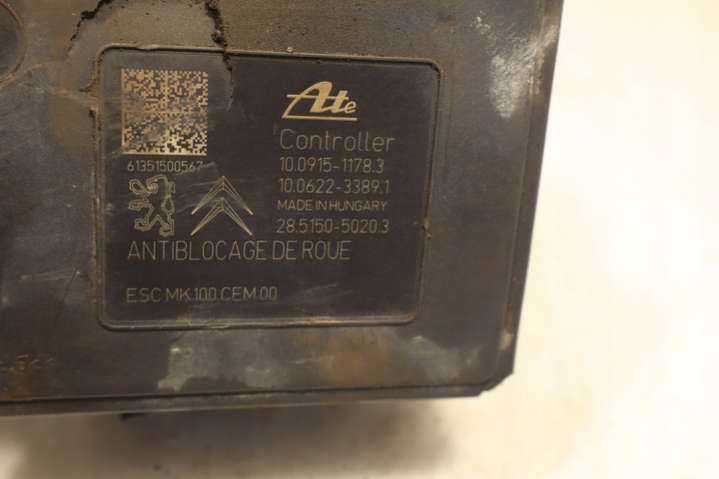 Ate
Controller
61351500567
10.0915-1178.3
10.0622-3389.1
MADE IN HUNGARY
28.5150-5020.3
ANTIBLOCAGE DE ROUE
ESC MK100 CEM 00